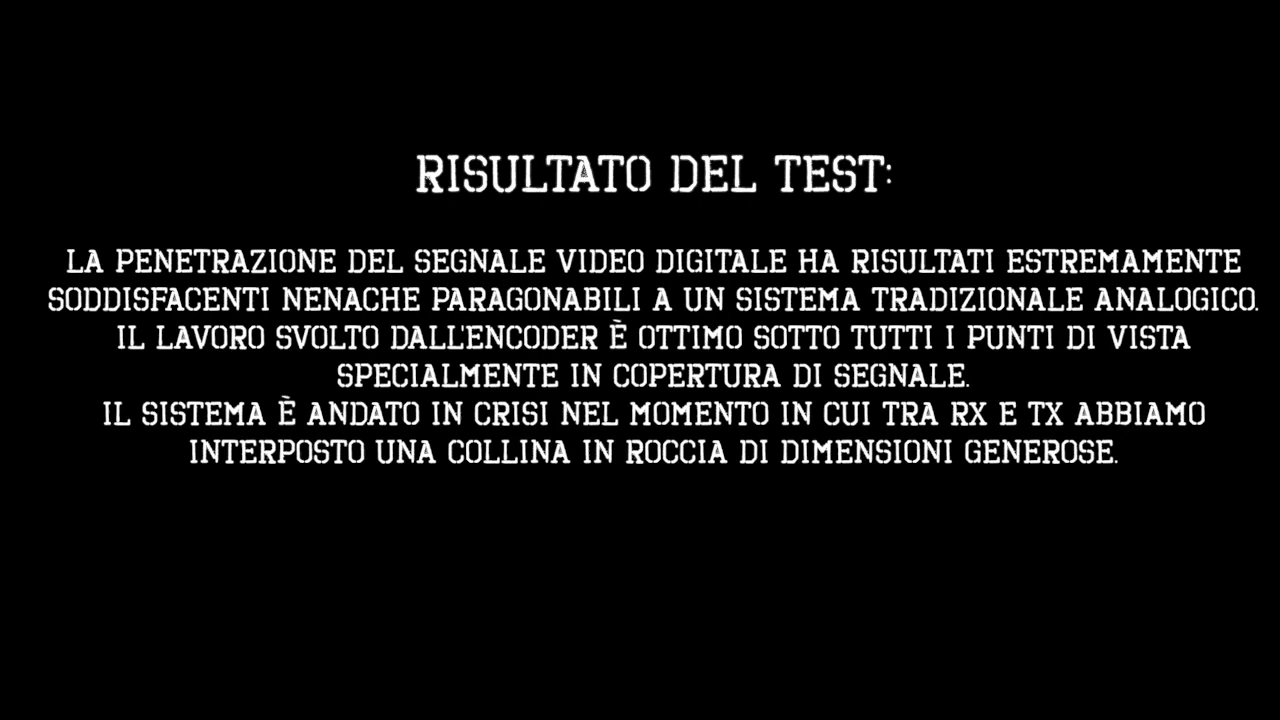 RISULTATO DEL TEST:
LA PENETRAZIONE DEL SEGNALE VIDEO DIGITALE HA RISULTATI ESTREMAMENTE
SODDISFACENTI NENACHE PARAGONABILI A UN SISTEMA TRADIZIONALE ANALOGICO.
IL LAVORO SVOLTO DALL'ENCODER È OTTIMO SOTTO TUTTI I PUNTI DI VISTA
SPECIALMENTE IN COPERTURA DI SEGNALE.
IL SISTEMA È ANDATO IN CRISI NEL MOMENTO IN CUI TRA RX E TX ABBIAMO
INTERPOSTO UNA COLLINA IN ROCCIA DI DIMENSIONI GENEROSE.